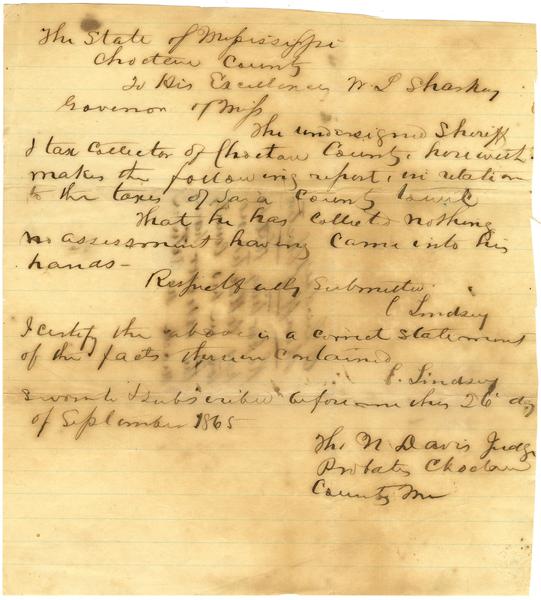 The State of Mississippi
Choctaw County
To His Excellency W L Sharkey
Governor of Miss
The undersigned Sheriff
& tax collector of Choctaw County, herewith
makes the following report, in relation
to the taxes of said County towit
That he has collected nothing
no assessment having came into his
hands -
Respectfully Submitted
C Lindsey
I certify the above is a correct statement
of the facts therein contained
C. Lindsey
sworn to & subscribed before me this 26 day
of September 1865
Tho N Davis Judge
Probates Choctaw
County Mi